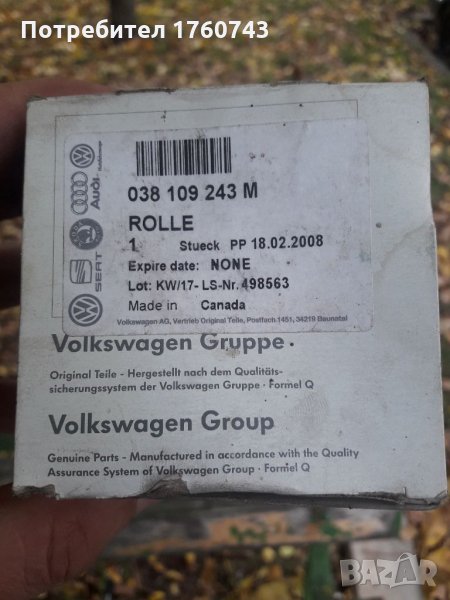 Потребител 1760743
038 109 243 M
ROLLE
1 Stueck PP 18.02.2008
Expire date: NONE
Lot: KW/17- LS-Nr. 498563
Made in Canada
Volkswagen AG, Vertrieb Original Teile, Postfach 1451, 34219 Baunatal
Audi
SEAT
Volkswagen Gruppe
Original Teile - Hergestellt nach dem Qualitäts-
sicherungssystem der Volkswagen Gruppe · Formel Q
Volkswagen Group
Genuine Parts - Manufactured in accordance with the Quality
Assurance System of Volkswagen Group · Formel Q
BAZAR